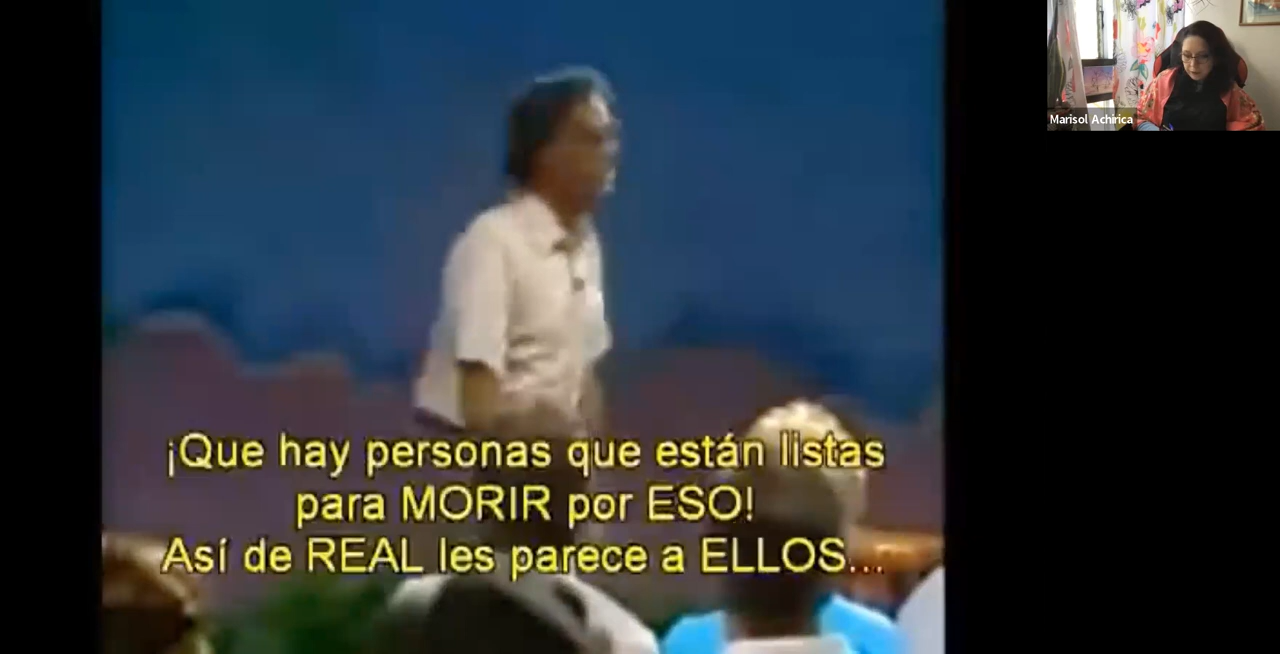 Marisol Achirica
¡Que hay personas que están listas
para MORIR por ESO!
Así de REAL les parece a ELLOS...